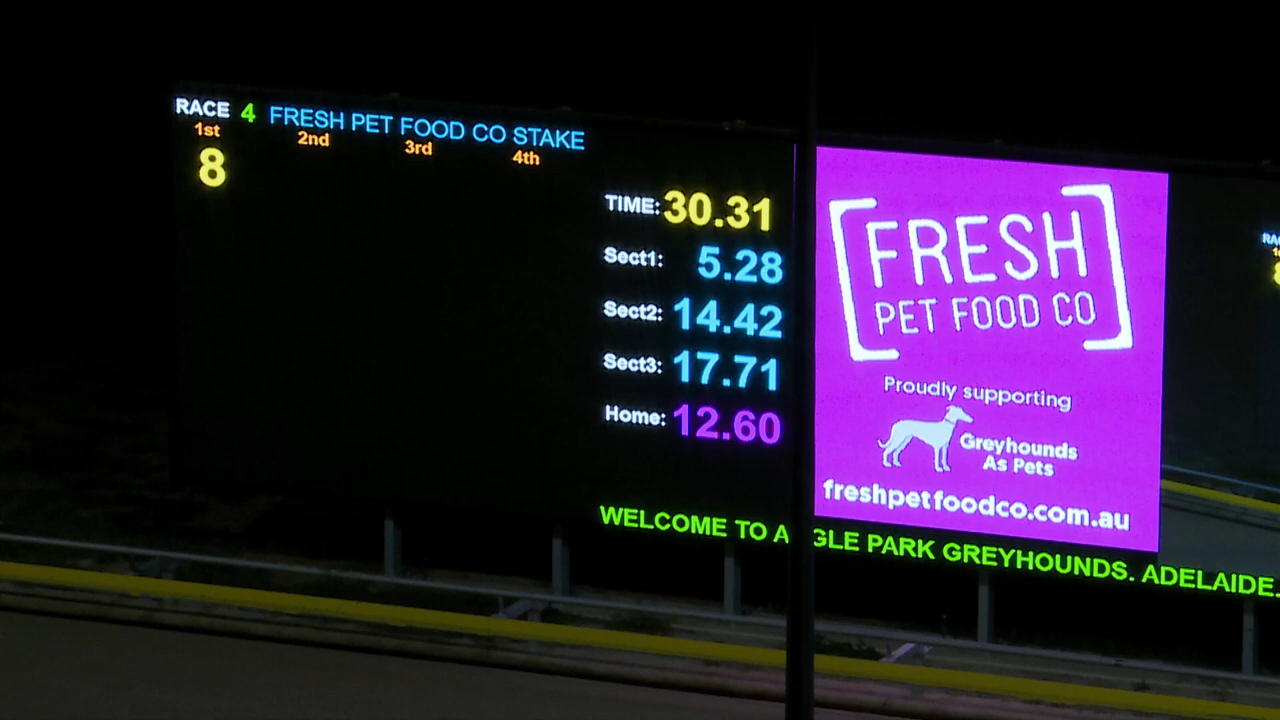 RACE 4 FRESH PET FOOD CO STAKE
1st 2nd 3rd 4th
8
TIME: 30.31
Sect1: 5.28
Sect2: 14.42
Sect3: 17.71
Home: 12.60
[FRESH
PET FOOD CO]
Proudly supporting
Greyhounds
As Pets
freshpetfoodco.com.au
WELCOME TO A GLE PARK GREYHOUNDS. ADELAIDE.